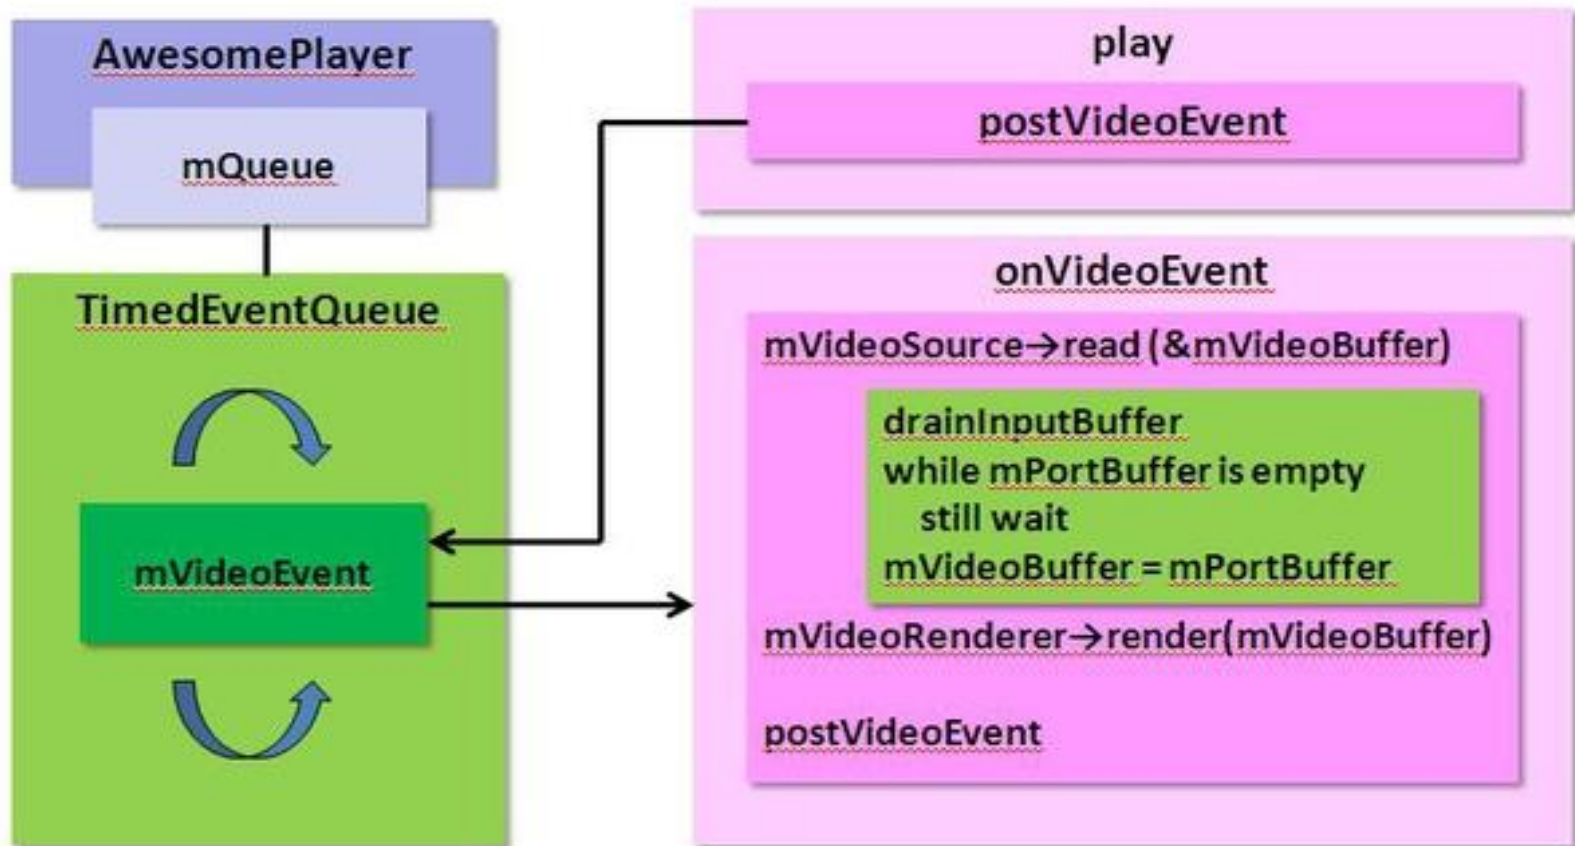 AwesomePlayer
mQueue
TimedEventQueue
mVideoEvent
play
postVideoEvent
onVideoEvent
mVideoSource→read (&mVideoBuffer)
drainInputBuffer
while mPortBuffer is empty
still wait
mVideoBuffer = mPortBuffer
mVideoRenderer→render(mVideoBuffer)
postVideoEvent